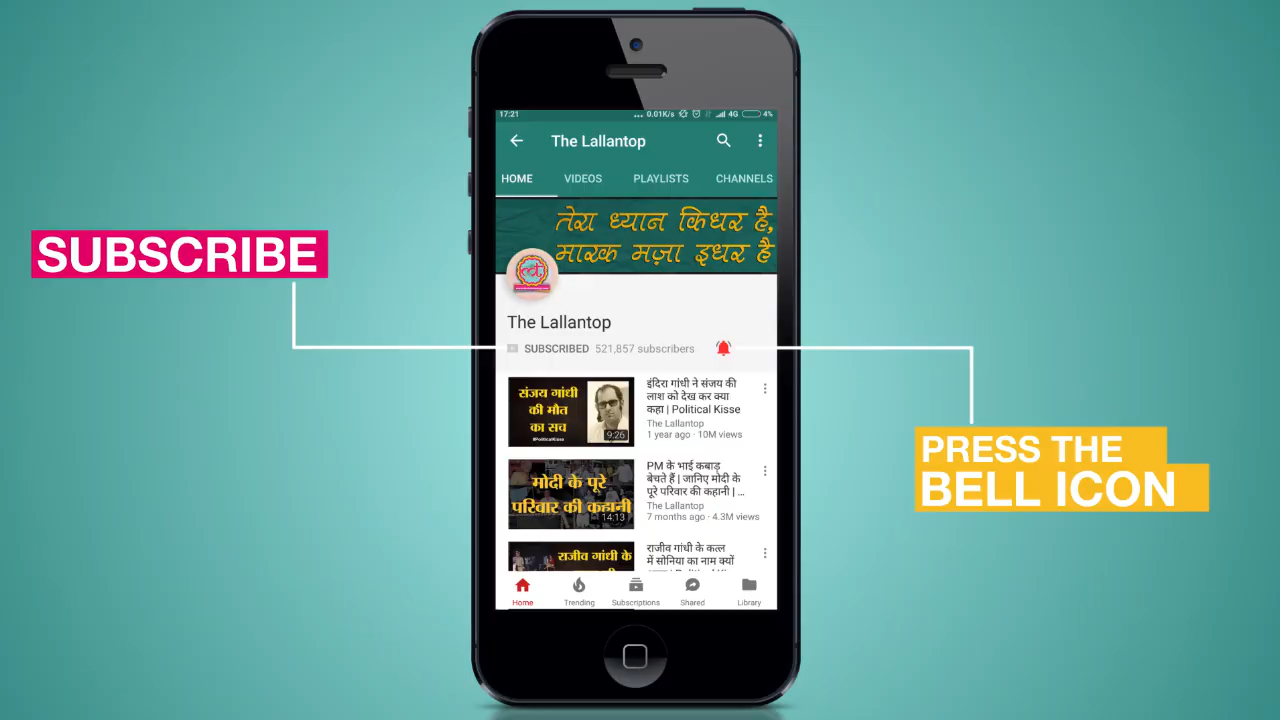 17:21 ... 0.01K/s 4G 4%
The Lallantop
HOME VIDEOS PLAYLISTS CHANNELS
तेरा ध्यान किधर है,
मारक मज़ा इधर है
SUBSCRIBE
The Lallantop
SUBSCRIBED 521,857 subscribers
संजय गांधी
की मौत
का सच
#PoliticalKisse
9:26
इंदिरा गांधी ने संजय की
लाश को देख कर क्या
कहा | Political Kisse
The Lallantop
1 year ago · 10M views
PRESS THE
BELL ICON
मोदी के पूरे
परिवार की कहानी
14:13
PM के भाई कबाड़
बेचते हैं | जानिए मोदी के
पूरे परिवार की कहानी | ...
The Lallantop
7 months ago · 4.3M views
राजीव गांधी के
राजीव गांधी के कत्ल
में सोनिया का नाम क्यों
Home Trending Subscriptions Shared Library